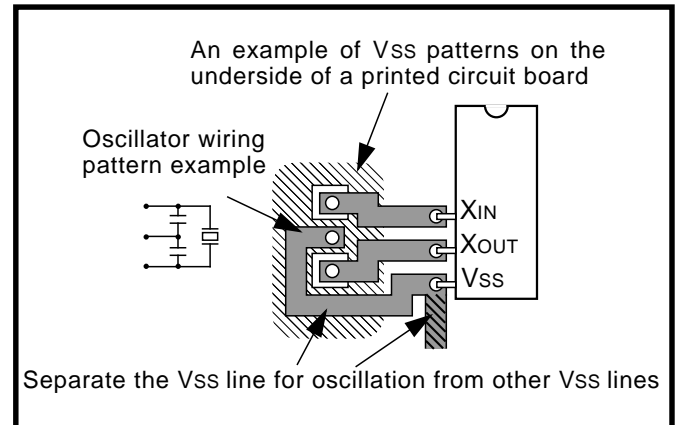 An example of VSS patterns on the
underside of a printed circuit board
Oscillator wiring
pattern example
XIN
XOUT
VSS
Separate the VSS line for oscillation from other VSS lines